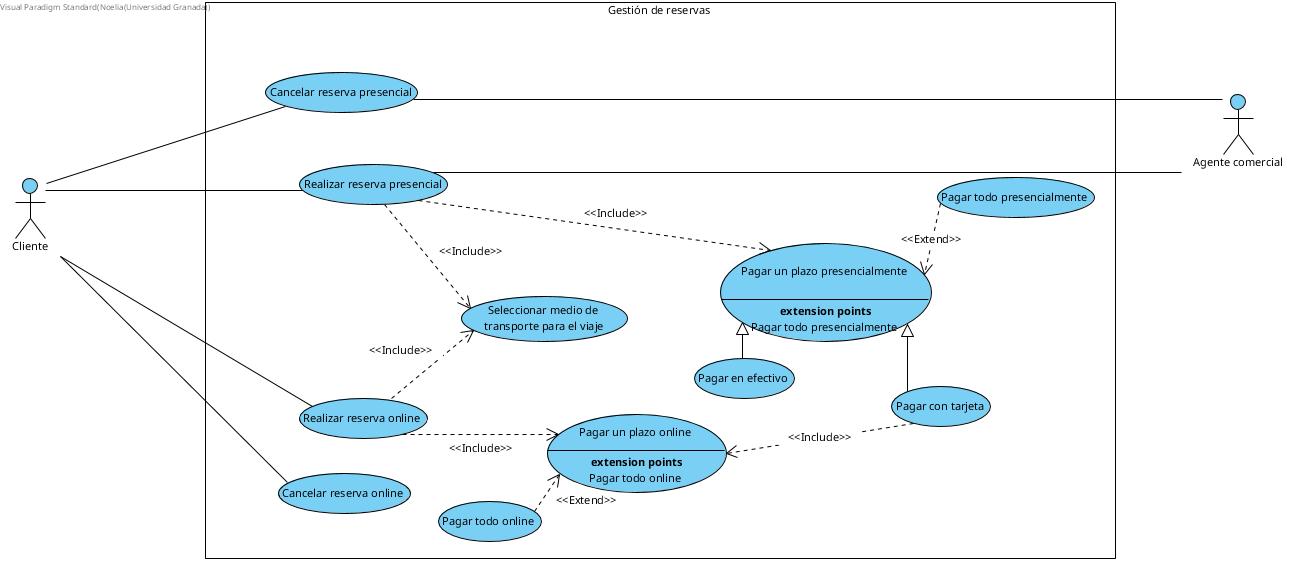 Visual Paradigm Standard(Noelia(Universidad Granada)
Gestión de reservas
Cancelar reserva presencial
Agente comercial
Realizar reserva presencial
Pagar todo presencialmente
<<Include>>
<<Extend>>
Cliente
<<Include>>
Pagar un plazo presencialmente
extension points
Pagar todo presencialmente
Seleccionar medio de
transporte para el viaje
<<Include>>
Pagar en efectivo
Pagar con tarjeta
Realizar reserva online
Pagar un plazo online
<<Include>>
<<Include>>
extension points
Pagar todo online
Cancelar reserva online
<<Extend>>
Pagar todo online